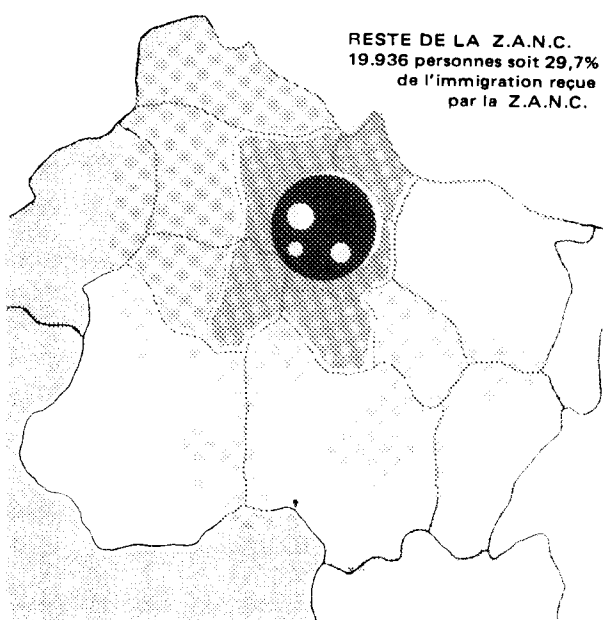 RESTE DE LA Z.A.N.C.
19.936 personnes soit 29,7%
de l'immigration reçue
par la Z.A.N.C.